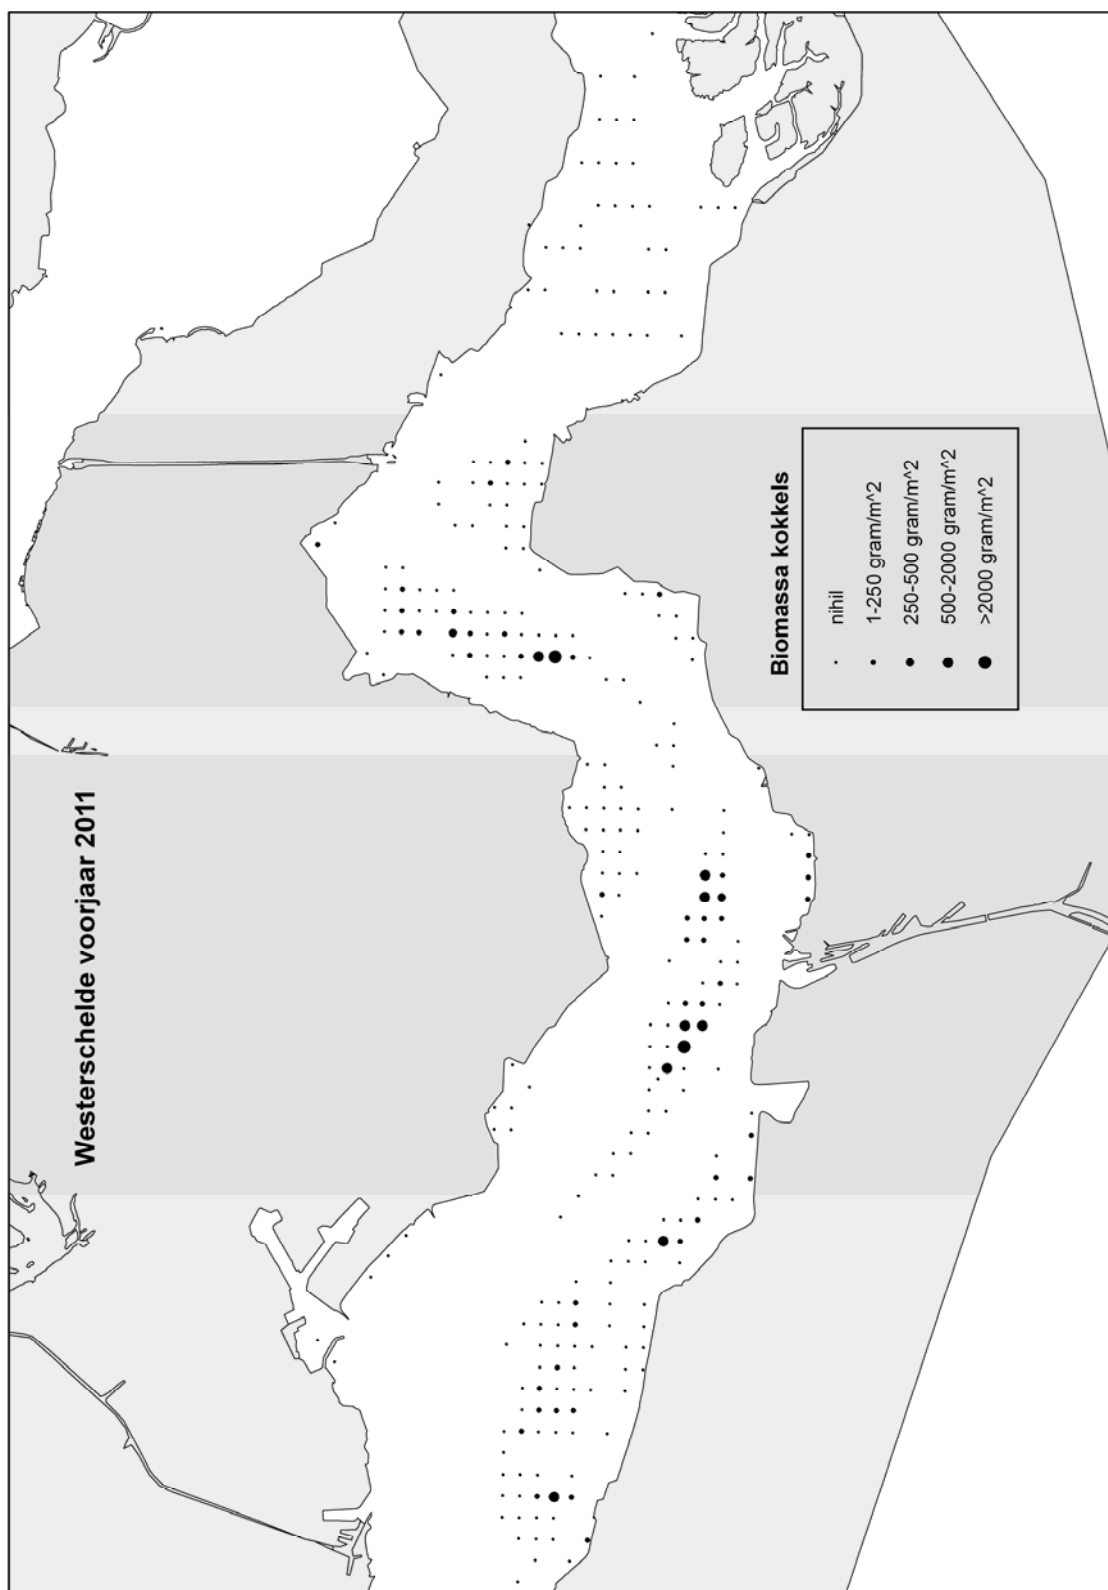 Westerschelde voorjaar 2011
Biomassa kokkels
nihil
1-250 gram/m^2
250-500 gram/m^2
500-2000 gram/m^2
>2000 gram/m^2